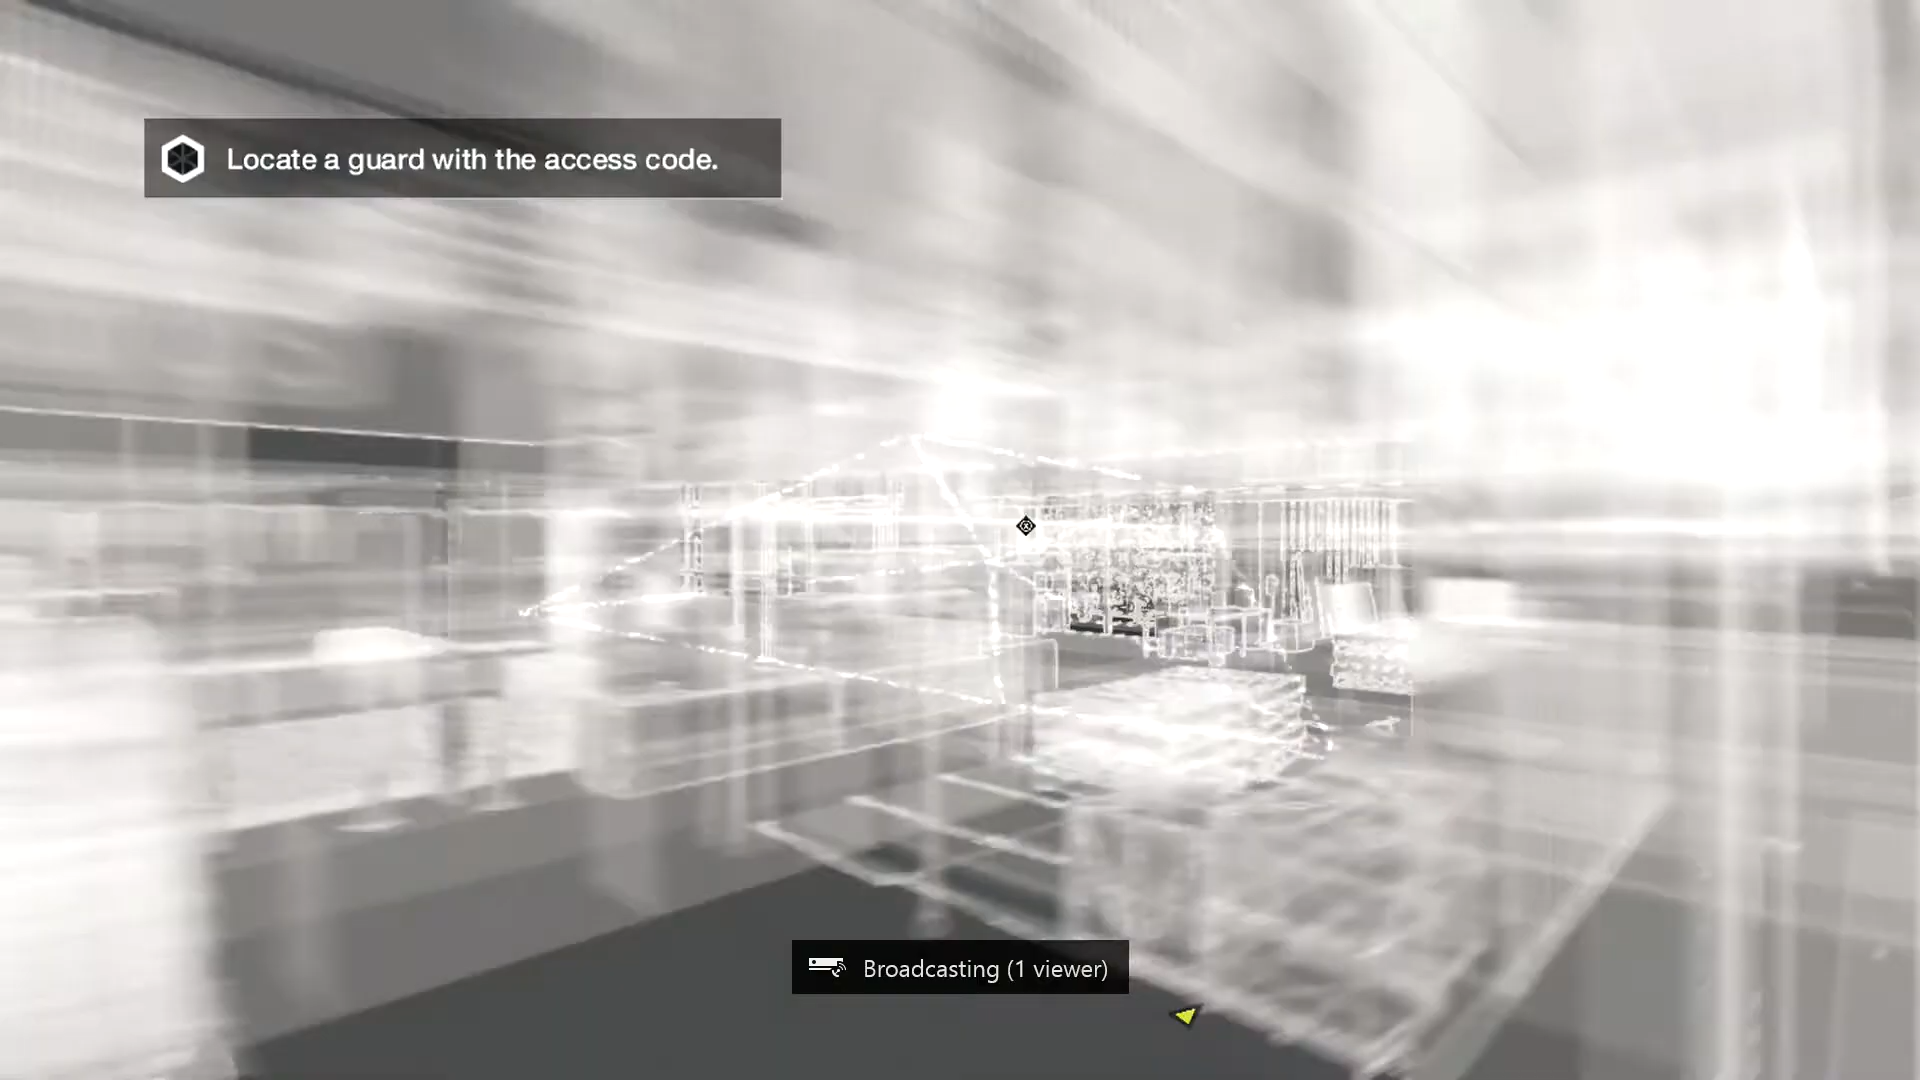 Locate a guard with the access code.
Broadcasting (1 viewer)